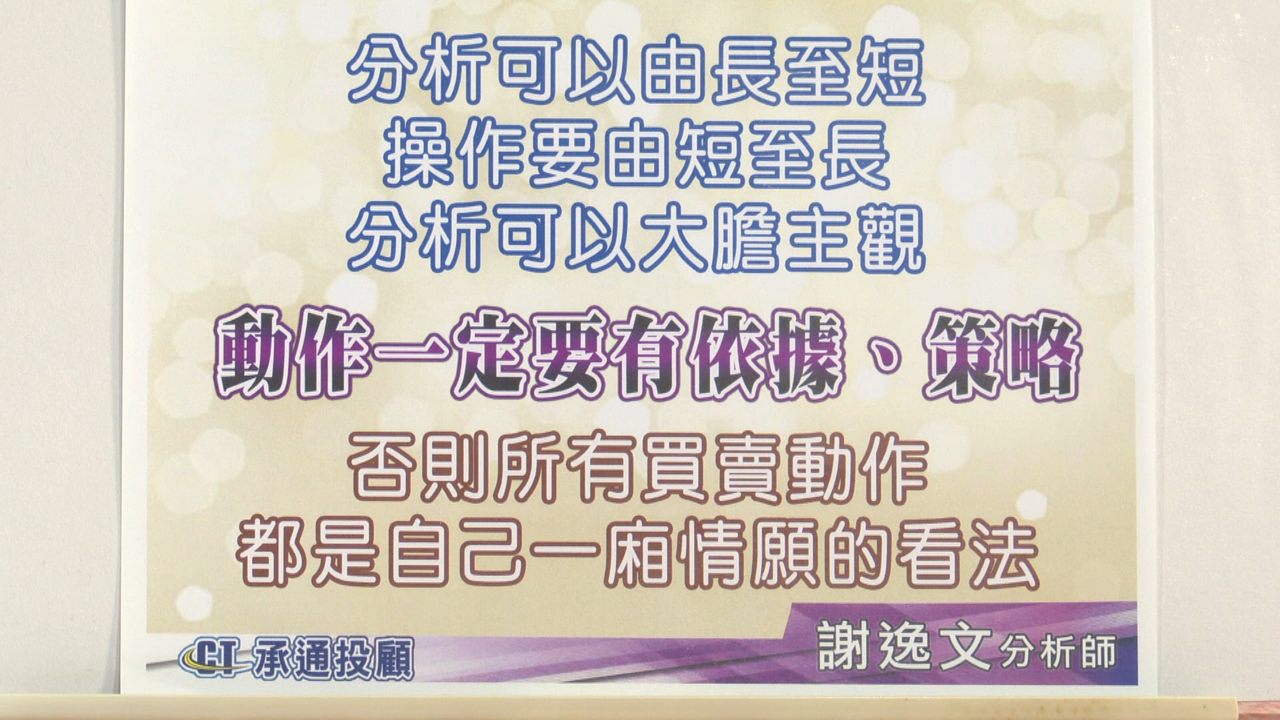 分析可以由長至短
操作要由短至長
分析可以大膽主觀
動作一定要有依據、策略
否則所有買賣動作
都是自己一廂情願的看法
CT 承通投顧
謝逸文分析師